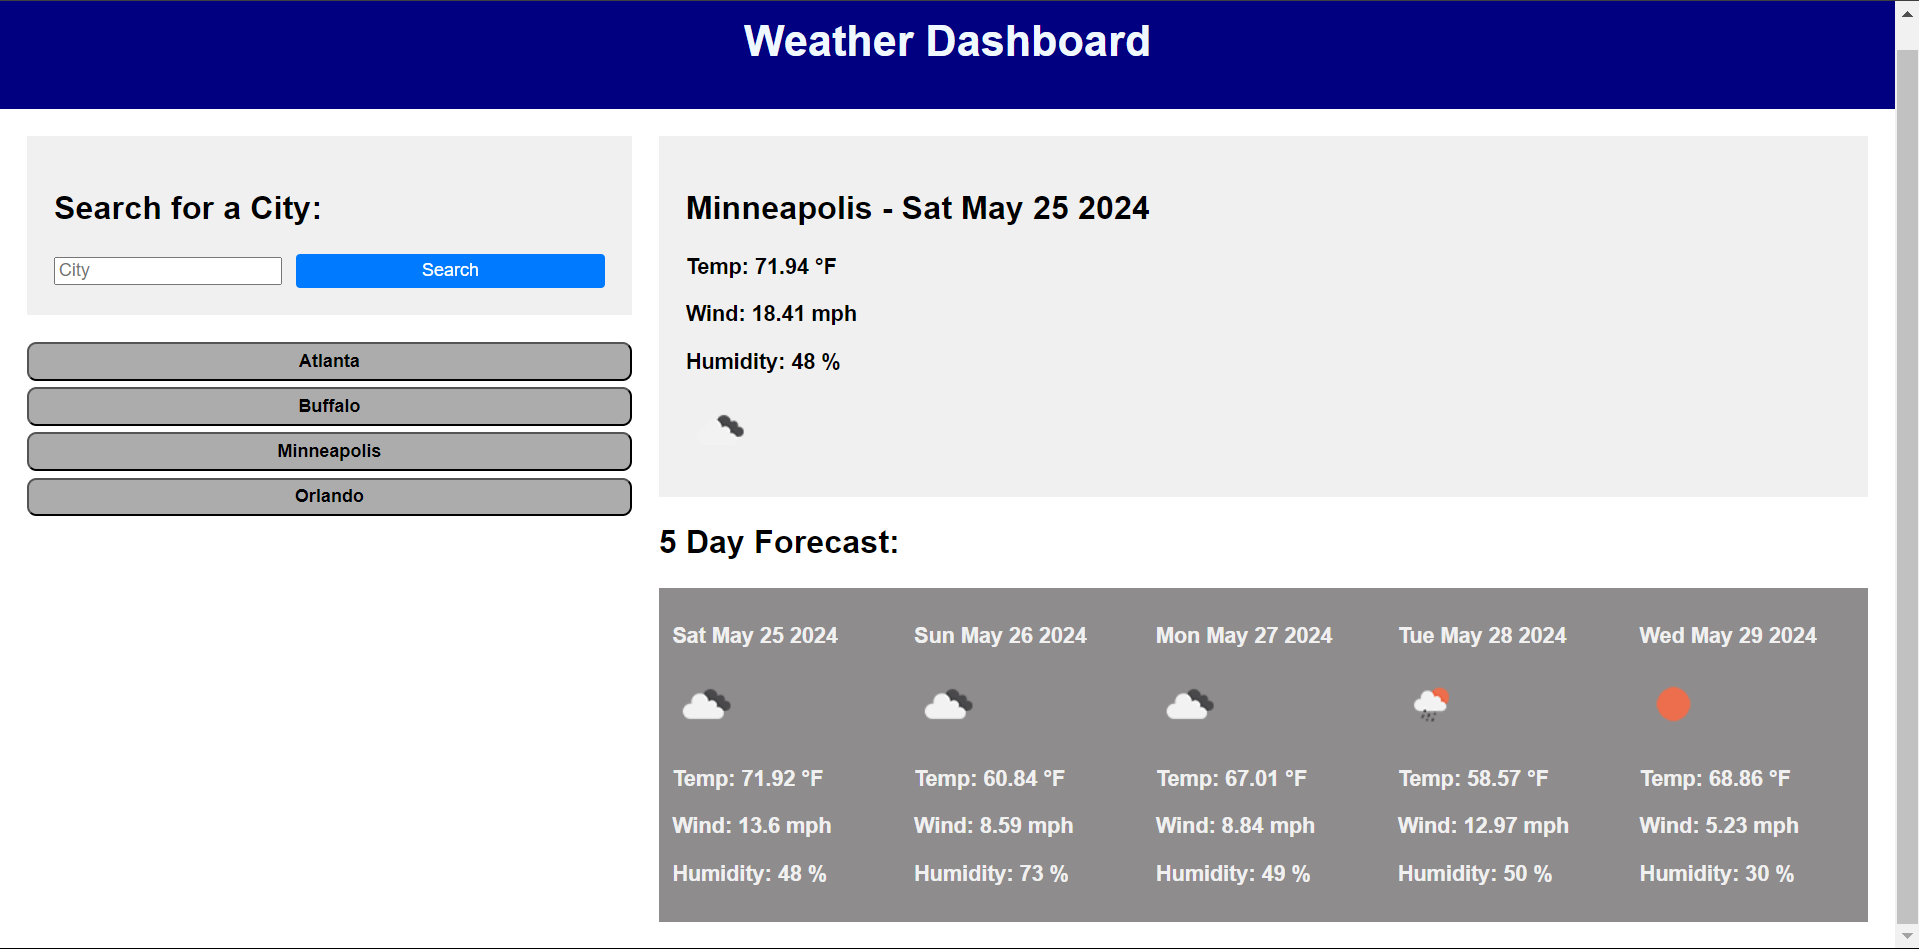 Weather Dashboard
Search for a City:
City
Search
Atlanta
Buffalo
Minneapolis
Orlando
Minneapolis - Sat May 25 2024
Temp: 71.94 °F
Wind: 18.41 mph
Humidity: 48 %
5 Day Forecast:
Sat May 25 2024
Temp: 71.92 °F
Wind: 13.6 mph
Humidity: 48 %
Sun May 26 2024
Temp: 60.84 °F
Wind: 8.59 mph
Humidity: 73 %
Mon May 27 2024
Temp: 67.01 °F
Wind: 8.84 mph
Humidity: 49 %
Tue May 28 2024
Temp: 58.57 °F
Wind: 12.97 mph
Humidity: 50 %
Wed May 29 2024
Temp: 68.86 °F
Wind: 5.23 mph
Humidity: 30 %